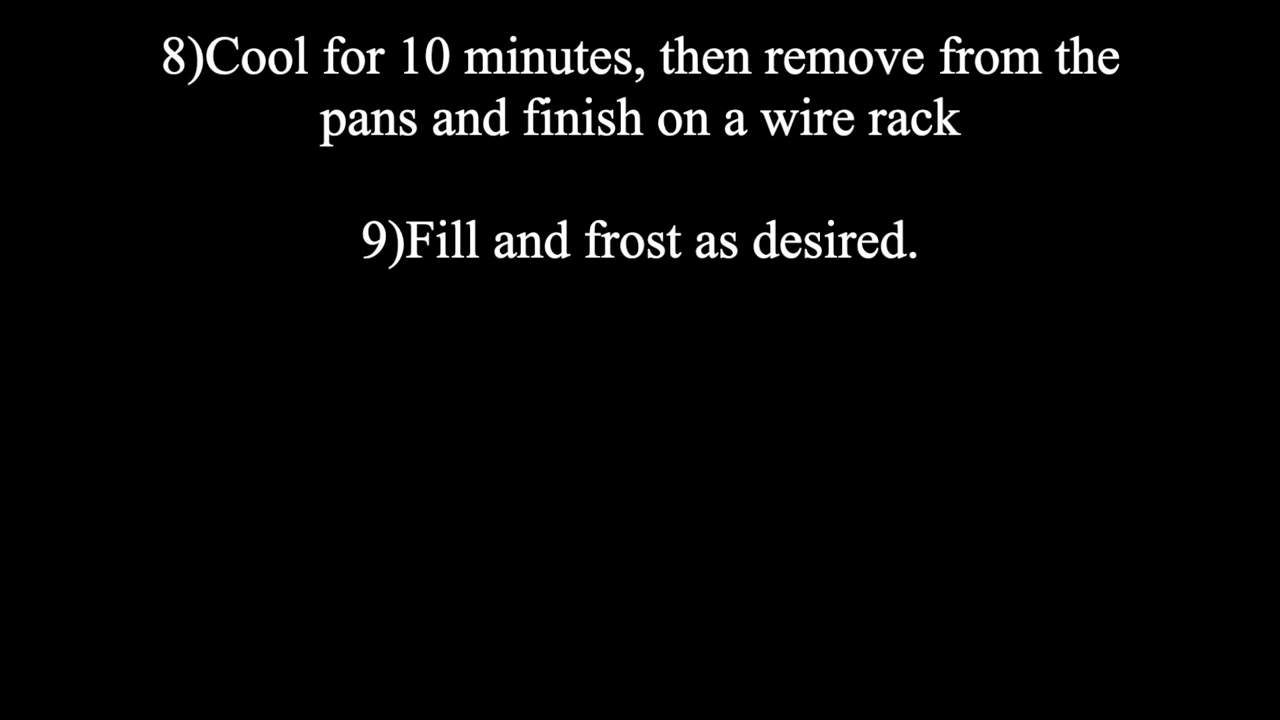 8)Cool for 10 minutes, then remove from the
pans and finish on a wire rack
9)Fill and frost as desired.